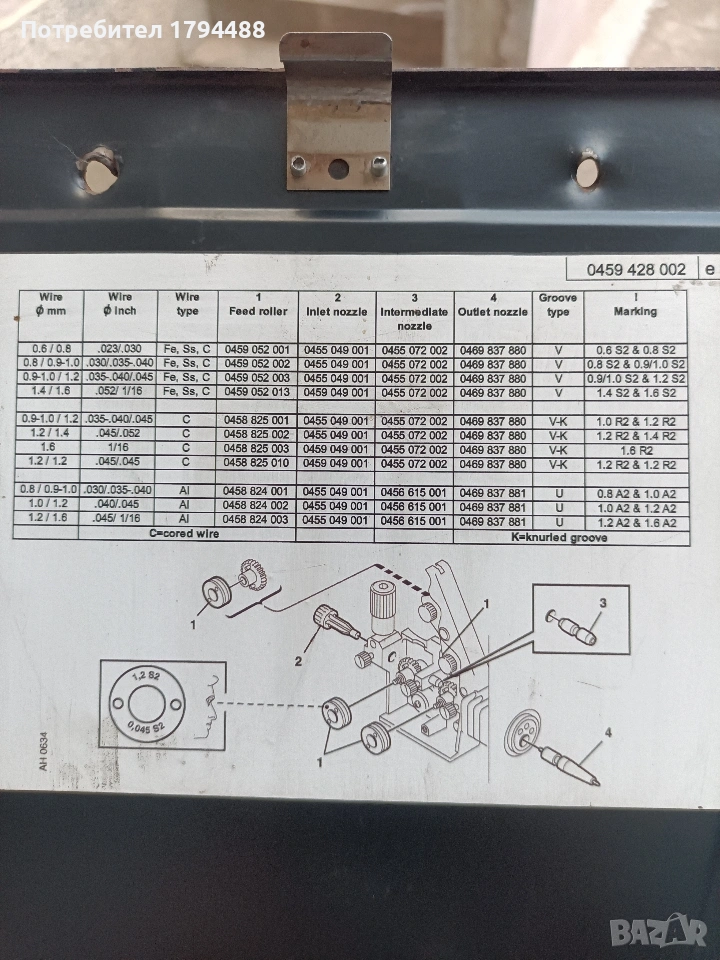 Потребител 1794488
0459 428 002 e
Wire Ø mm Wire Ø inch Wire type 1 Feed roller 2 Inlet nozzle 3 Intermediate nozzle 4 Outlet nozzle Groove type ! Marking
0.6 / 0.8 .023/.030 Fe, Ss, C 0459 052 001 0455 049 001 0455 072 002 0469 837 880 V 0.6 S2 & 0.8 S2
0.8 / 0.9-1.0 .030/.035-.040 Fe, Ss, C 0459 052 002 0455 049 001 0455 072 002 0469 837 880 V 0.8 S2 & 0.9/1.0 S2
0.9-1.0 / 1.2 .035-.040/.045 Fe, Ss, C 0459 052 003 0455 049 001 0455 072 002 0469 837 880 V 0.9/1.0 S2 & 1.2 S2
1.4 / 1.6 .052/ 1/16 Fe, Ss, C 0459 052 013 0455 049 001 0455 072 002 0469 837 880 V 1.4 S2 & 1.6 S2
0.9-1.0 / 1.2 .035-.040/.045 C 0458 825 001 0455 049 001 0455 072 002 0469 837 880 V-K 1.0 R2 & 1.2 R2
1.2 / 1.4 .045/.052 C 0458 825 002 0455 049 001 0455 072 002 0469 837 880 V-K 1.2 R2 & 1.4 R2
1.6 1/16 C 0458 825 003 0455 049 001 0455 072 002 0469 837 880 V-K 1.6 R2
1.2 / 1.2 .045/.045 C 0458 825 010 0459 049 001 0455 072 002 0469 837 880 V-K 1.2 R2 & 1.2 R2
0.8 / 0.9-1.0 .030/.035-.040 Al 0458 824 001 0455 049 001 0456 615 001 0469 837 881 U 0.8 A2 & 1.0 A2
1.0 / 1.2 .040/.045 Al 0458 824 002 0455 049 001 0456 615 001 0469 837 881 U 1.0 A2 & 1.2 A2
1.2 / 1.6 .045/ 1/16 Al 0458 824 003 0455 049 001 0456 615 001 0469 837 881 U 1.2 A2 & 1.6 A2
C=cored wire K=knurled groove
1
2
1
3
1,2 S2
0,045 S2
1
4
AH 0634
BAZAR